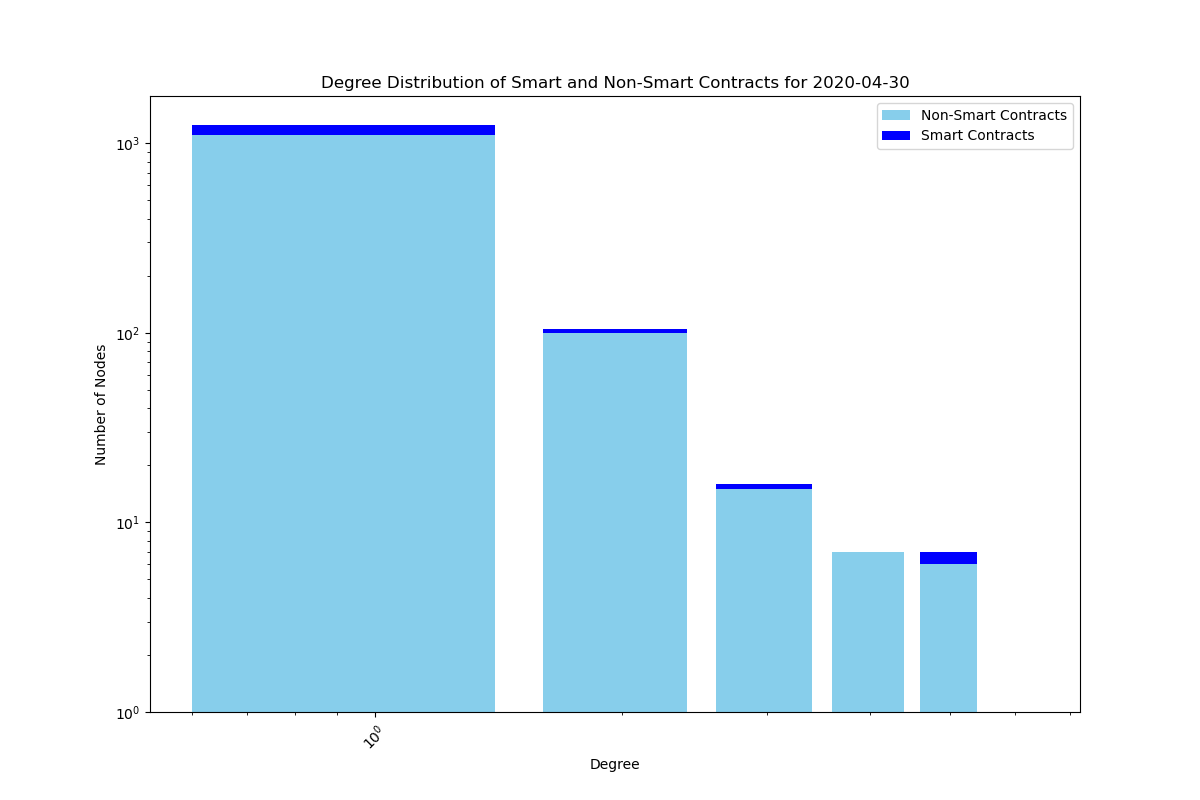 Degree Distribution of Smart and Non-Smart Contracts for 2020-04-30
Non-Smart Contracts
Smart Contracts
Number of Nodes
10³
10²
10¹
10⁰
10⁰
Degree